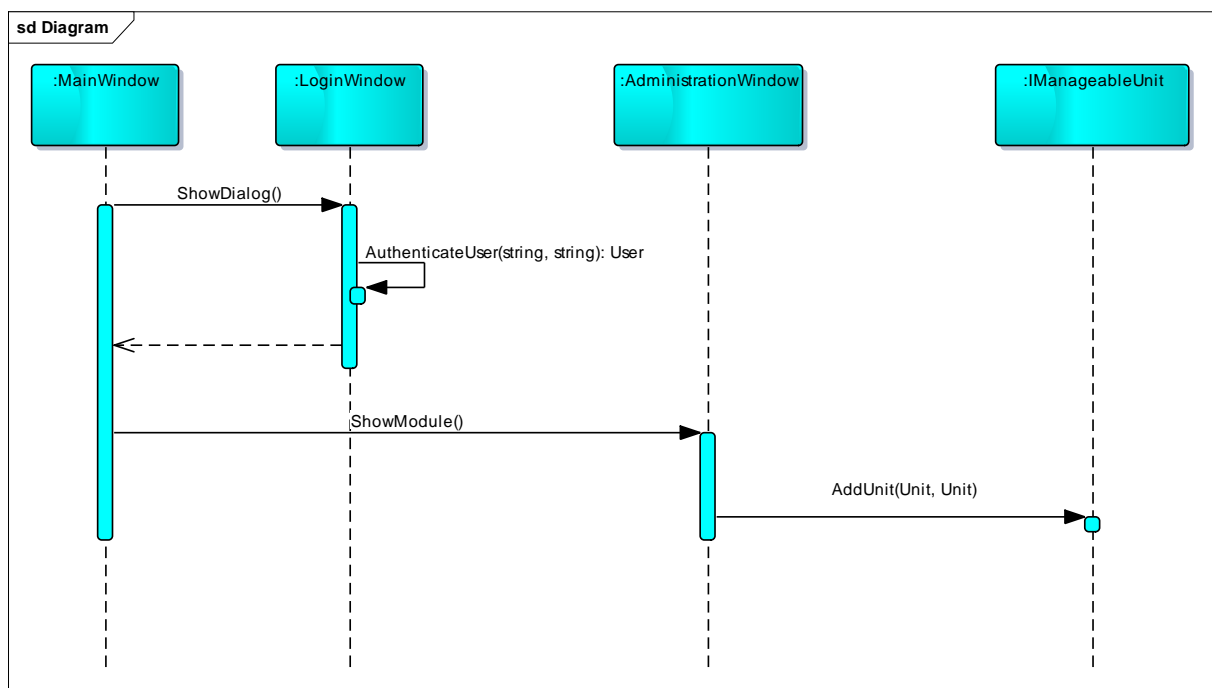 sd Diagram
:MainWindow
:LoginWindow
:AdministrationWindow
:IManageableUnit
ShowDialog()
AuthenticateUser(string, string): User
ShowModule()
AddUnit(Unit, Unit)